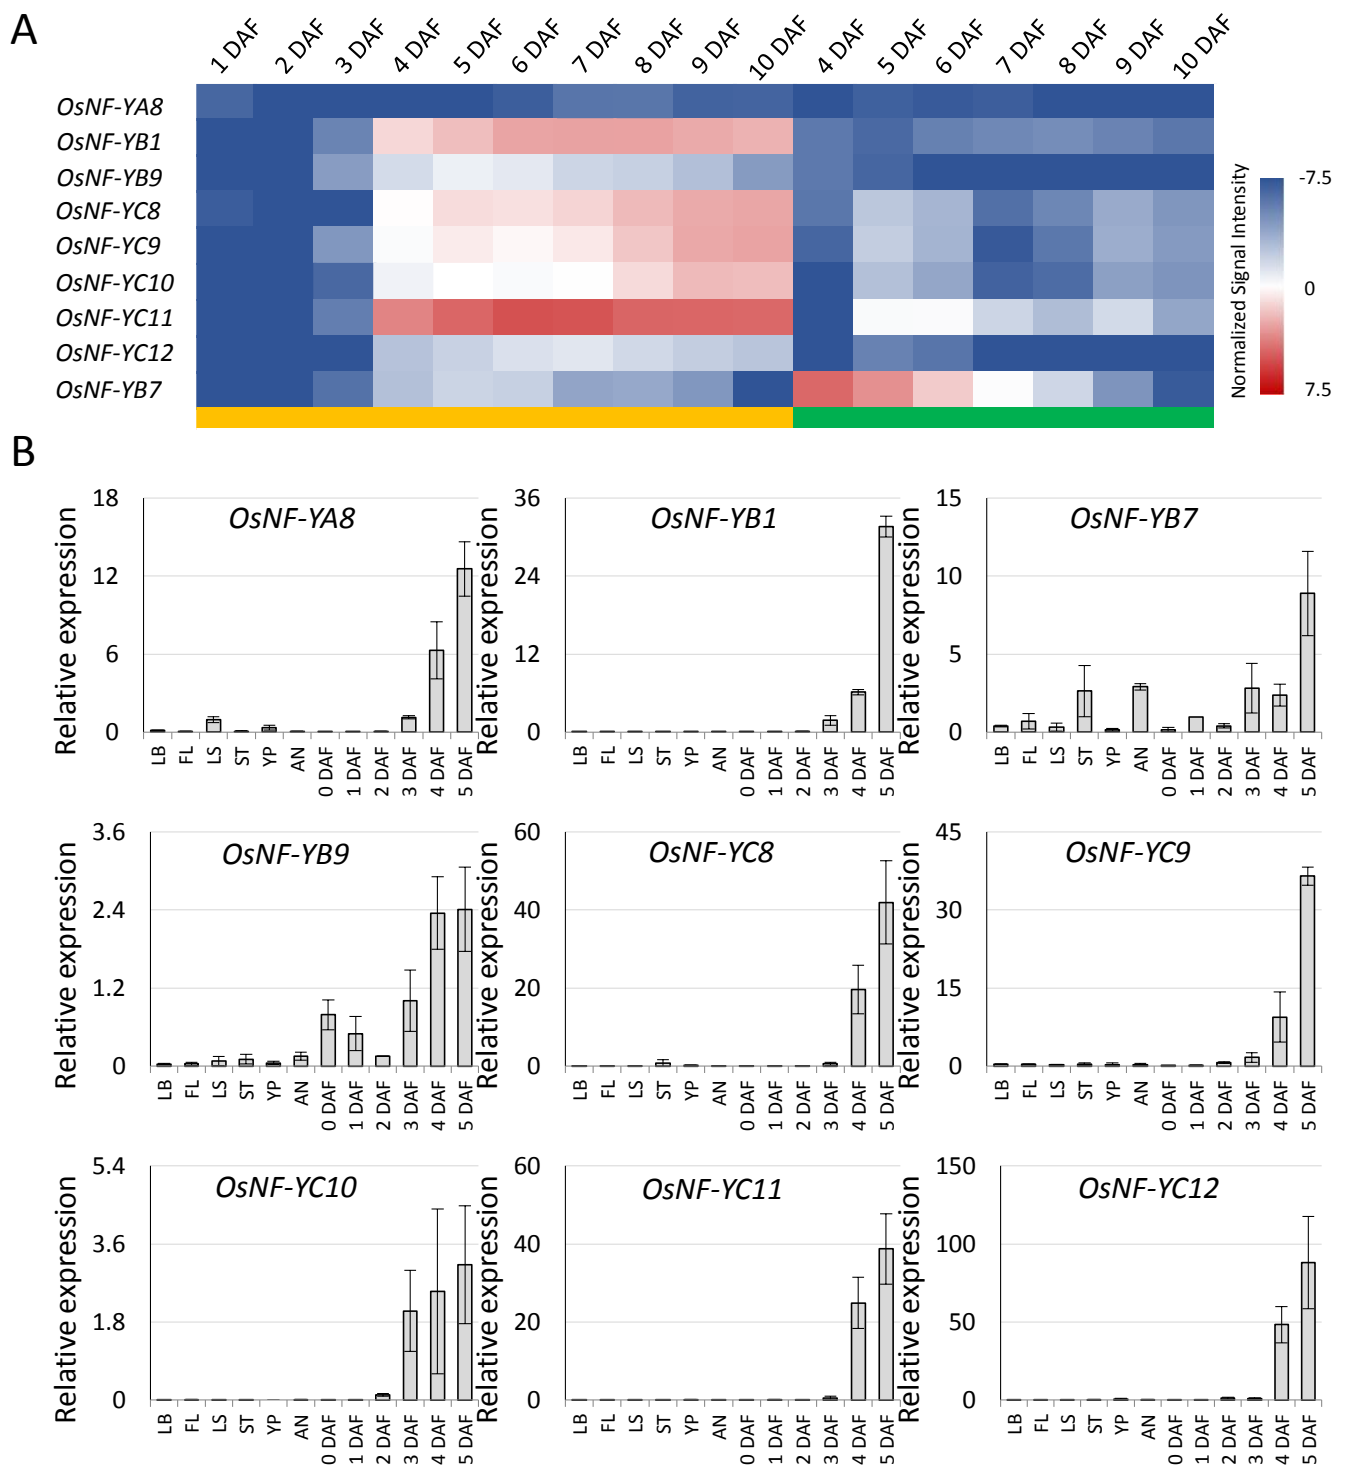 A
1 DAF 2 DAF 3 DAF 4 DAF 5 DAF 6 DAF 7 DAF 8 DAF 9 DAF 10 DAF 4 DAF 5 DAF 6 DAF 7 DAF 8 DAF 9 DAF 10 DAF
OsNF-YA8
OsNF-YB1
OsNF-YB9
OsNF-YC8
OsNF-YC9
OsNF-YC10
OsNF-YC11
OsNF-YC12
OsNF-YB7
Normalized Signal Intensity
-7.5
0
7.5
B
OsNF-YA8
Relative expression
18
12
6
0
LB FL LS ST YP AN 0 DAF 1 DAF 2 DAF 3 DAF 4 DAF 5 DAF
OsNF-YB1
Relative expression
36
24
12
0
LB FL LS ST YP AN 0 DAF 1 DAF 2 DAF 3 DAF 4 DAF 5 DAF
OsNF-YB7
Relative expression
15
10
5
0
LB FL LS ST YP AN 0 DAF 1 DAF 2 DAF 3 DAF 4 DAF 5 DAF
OsNF-YB9
Relative expression
3.6
2.4
1.2
0
LB FL LS ST YP AN 0 DAF 1 DAF 2 DAF 3 DAF 4 DAF 5 DAF
OsNF-YC8
Relative expression
60
40
20
0
LB FL LS ST YP AN 0 DAF 1 DAF 2 DAF 3 DAF 4 DAF 5 DAF
OsNF-YC9
Relative expression
45
30
15
0
LB FL LS ST YP AN 0 DAF 1 DAF 2 DAF 3 DAF 4 DAF 5 DAF
OsNF-YC10
Relative expression
5.4
3.6
1.8
0
LB FL LS ST YP AN 0 DAF 1 DAF 2 DAF 3 DAF 4 DAF 5 DAF
OsNF-YC11
Relative expression
60
40
20
0
LB FL LS ST YP AN 0 DAF 1 DAF 2 DAF 3 DAF 4 DAF 5 DAF
OsNF-YC12
Relative expression
150
100
50
0
LB FL LS ST YP AN 0 DAF 1 DAF 2 DAF 3 DAF 4 DAF 5 DAF